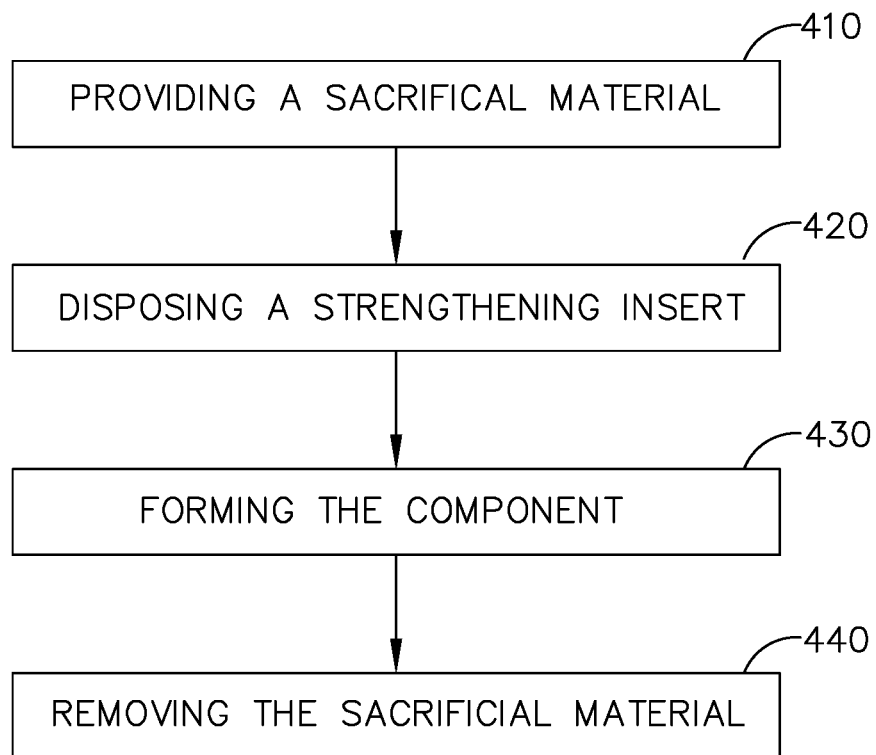 410
PROVIDING A SACRIFICAL MATERIAL
420
DISPOSING A STRENGTHENING INSERT
430
FORMING THE COMPONENT
440
REMOVING THE SACRIFICIAL MATERIAL